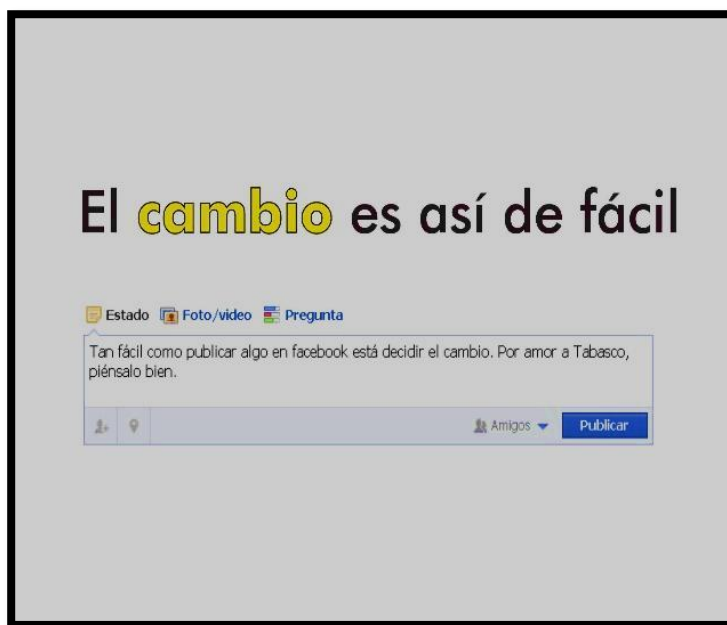 El cambio es así de fácil
Estado Foto/video Pregunta
Tan fácil como publicar algo en facebook está decidir el cambio. Por amor a Tabasco,
piénsalo bien.
Amigos Publicar